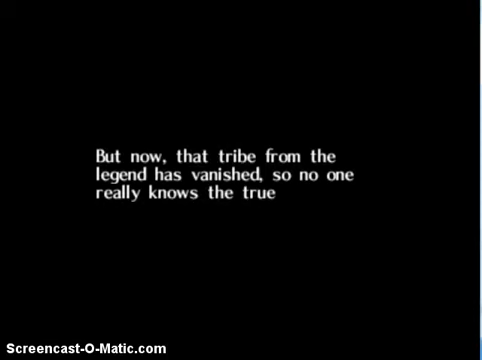 But now, that tribe from the
legend has vanished, so no one
really knows the true
Screencast-O-Matic.com